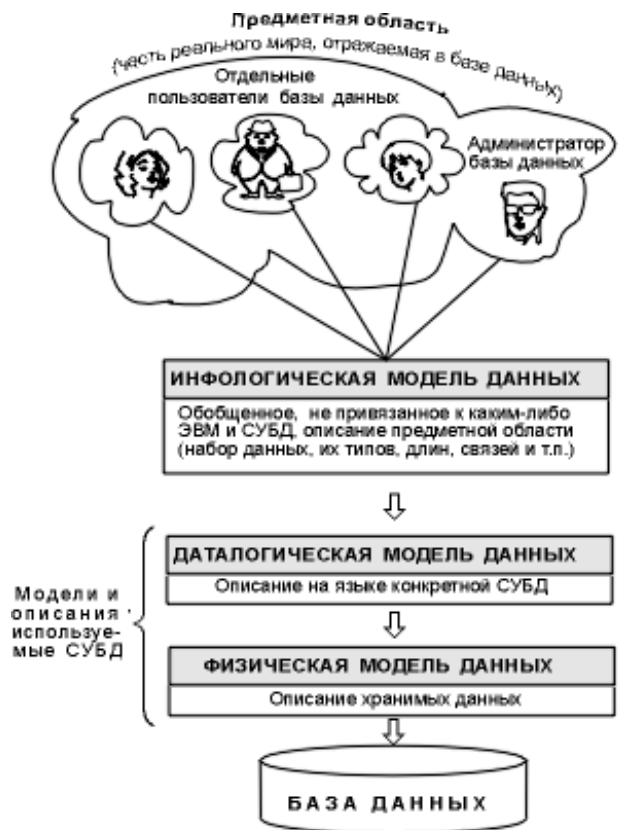 Предметная область
(часть реального мира, отражаемая в базе данных)
Отдельные
пользователи базы данных
Администратор
базы данных
ИНФОЛОГИЧЕСКАЯ МОДЕЛЬ ДАННЫХ
Обобщенное, не привязанное к каким-либо
ЭВМ и СУБД, описание предметной области
(набор данных, их типов, длин, связей и т.п.)
ДАТАЛОГИЧЕСКАЯ МОДЕЛЬ ДАННЫХ
Описание на языке конкретной СУБД
Модели и
описания
используе-
мые СУБД
ФИЗИЧЕСКАЯ МОДЕЛЬ ДАННЫХ
Описание хранимых данных
БАЗА ДАННЫХ